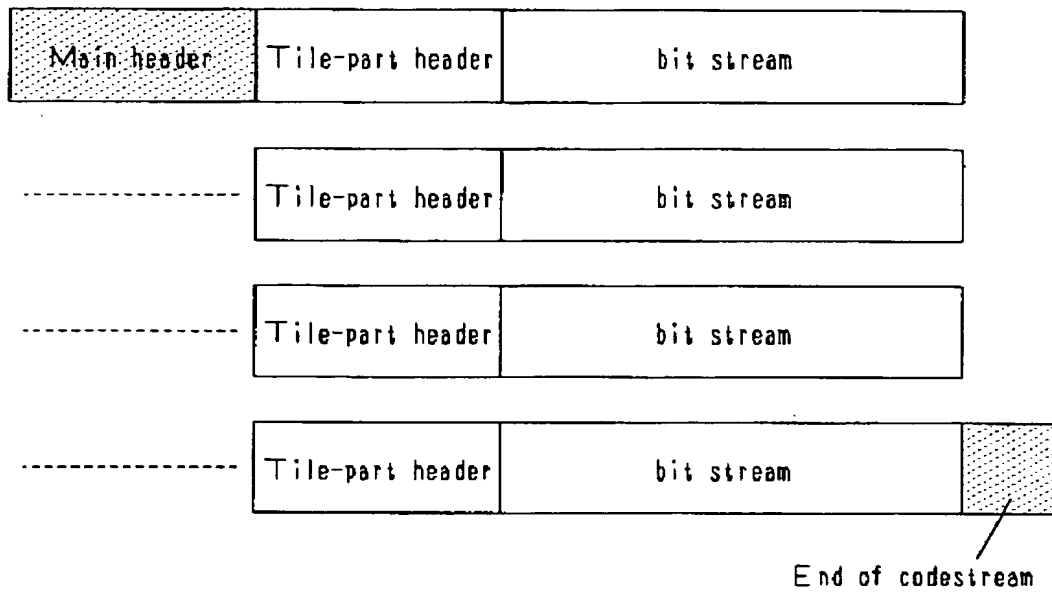 Main header Tile-part header bit stream
Tile-part header bit stream
Tile-part header bit stream
Tile-part header bit stream
End of codestream